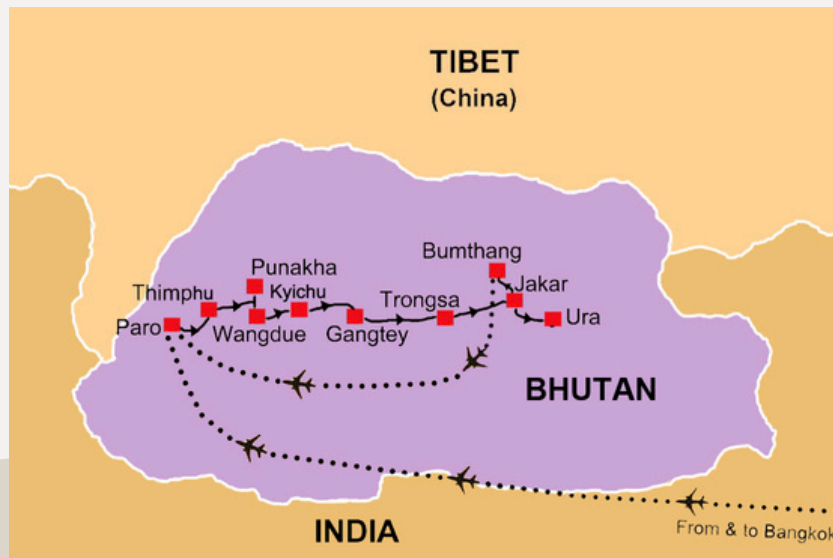 TIBET
(China)
Bumthang
Punakha
Jakar
Kyichu
Thimphu
Trongsa
Ura
Paro
Wangdue
Gangtey
BHUTAN
INDIA
From & to Bangkok